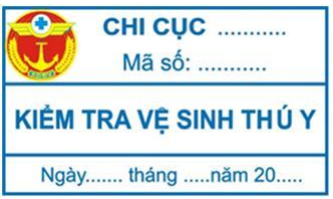 CHI CỤC ...........
Mã số: ...........
KIỂM TRA VỆ SINH THÚ Y
Ngày....... tháng .....năm 20.....